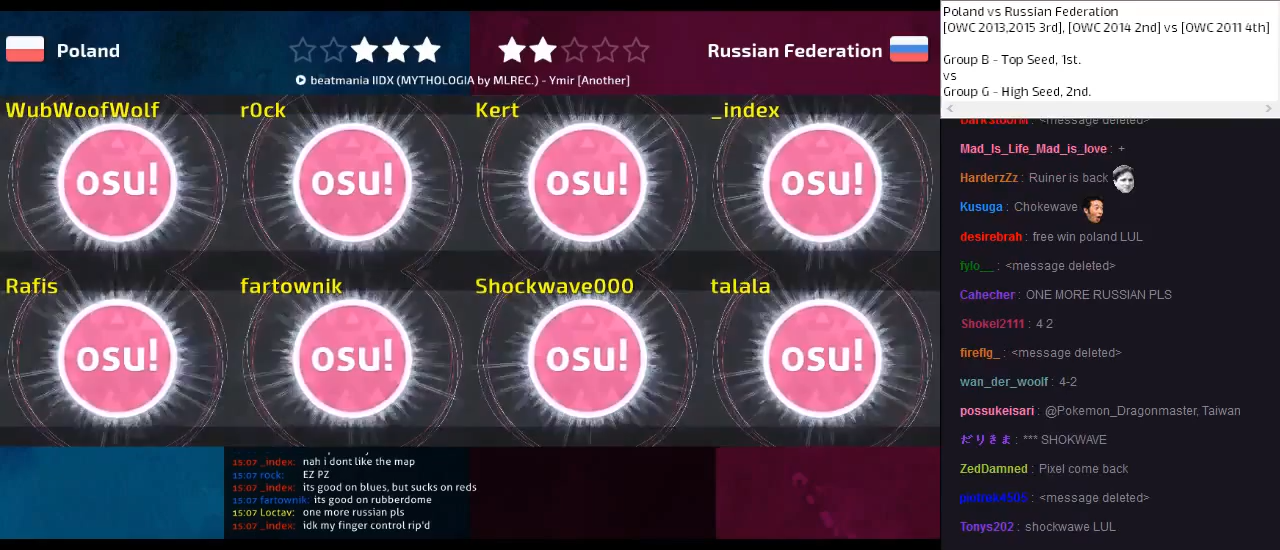 Poland
Russian Federation
beatmania IIDX (MYTHOLOGIA by MLREC.) - Ymir [Another]
WubWoofWolf
r0ck
Kert
_index
osu!
osu!
osu!
osu!
Rafis
fartownik
Shockwave000
talala
osu!
osu!
osu!
osu!
15:07 _index: nah i dont like the map
15:07 rock: EZ PZ
15:07 _index: its good on blues, but sucks on reds
15:07 fartownik: its good on rubberdome
15:07 Loctav: one more russian pls
15:07 _index: idk my finger control rip'd
Poland vs Russian Federation
[OWC 2013,2015 3rd], [OWC 2014 2nd] vs [OWC 2011 4th]
Group B - Top Seed, 1st.
vs
Group G - High Seed, 2nd.
<message deleted>
Mad_Is_Life_Mad_is_love : +
HarderzZz : Ruiner is back
Kusuga : Chokewave
desirebrah : free win poland LUL
fylo__ : <message deleted>
Cahecher : ONE MORE RUSSIAN PLS
Shokel2111 : 4 2
fireflg_ : <message deleted>
wan_der_woolf : 4-2
possukeisari : @Pokemon_Dragonmaster, Taiwan
だりきま : *** SHOKWAVE
ZedDamned : Pixel come back
piotrek4505 : <message deleted>
Tonys202 : shockwawe LUL